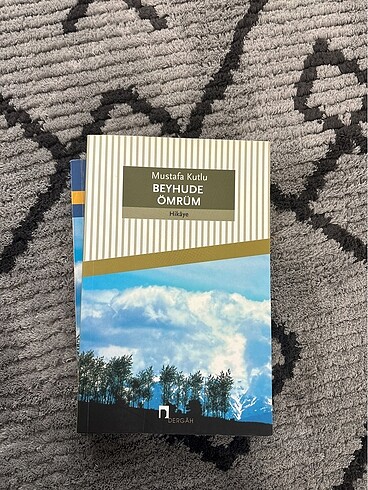 Mustafa Kutlu
BEYHUDE
ÖMRÜM
Hikâye
DERGÂH